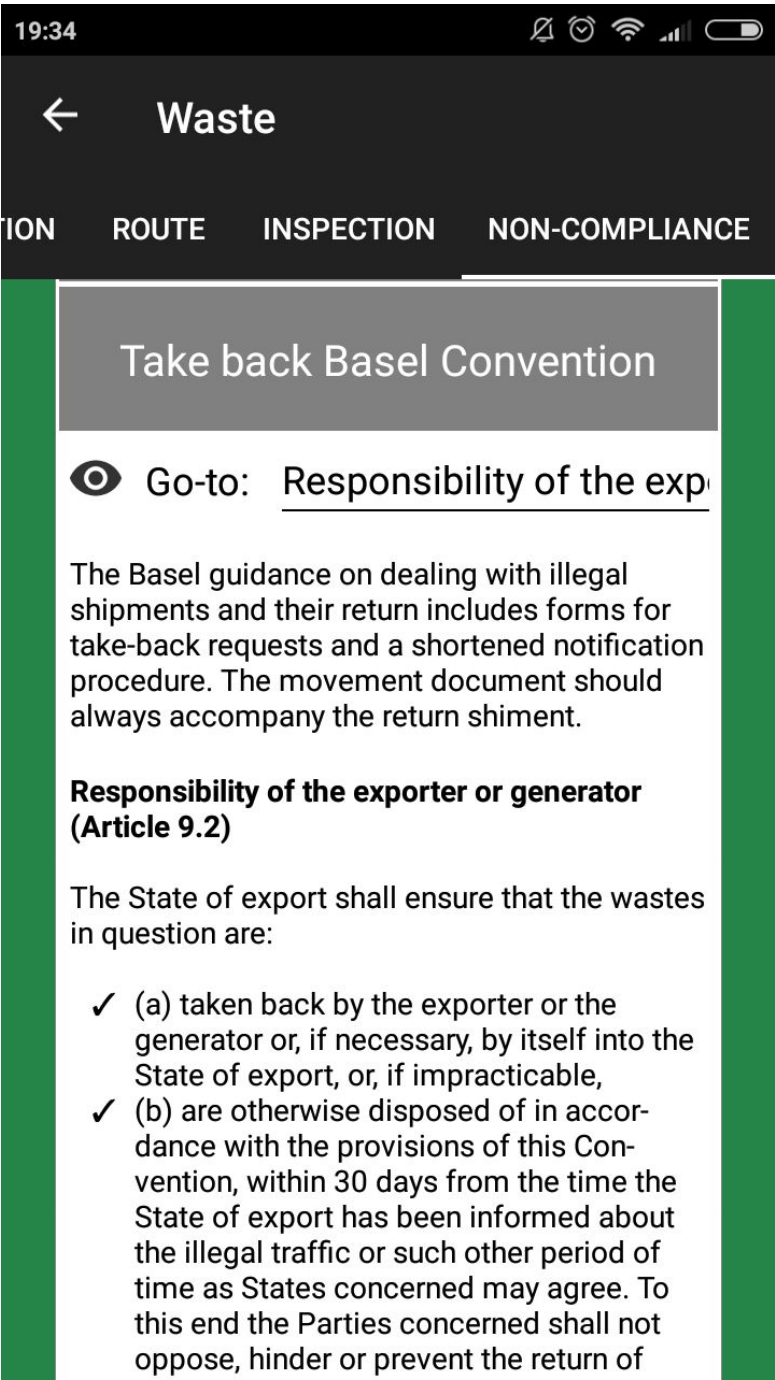 19:34
Waste
TION ROUTE INSPECTION NON-COMPLIANCE
Take back Basel Convention
Go-to: Responsibility of the exp
The Basel guidance on dealing with illegal
shipments and their return includes forms for
take-back requests and a shortened notification
procedure. The movement document should
always accompany the return shiment.
Responsibility of the exporter or generator
(Article 9.2)
The State of export shall ensure that the wastes
in question are:
✓ (a) taken back by the exporter or the
generator or, if necessary, by itself into the
State of export, or, if impracticable,
✓ (b) are otherwise disposed of in accor-
dance with the provisions of this Con-
vention, within 30 days from the time the
State of export has been informed about
the illegal traffic or such other period of
time as States concerned may agree. To
this end the Parties concerned shall not
oppose, hinder or prevent the return of